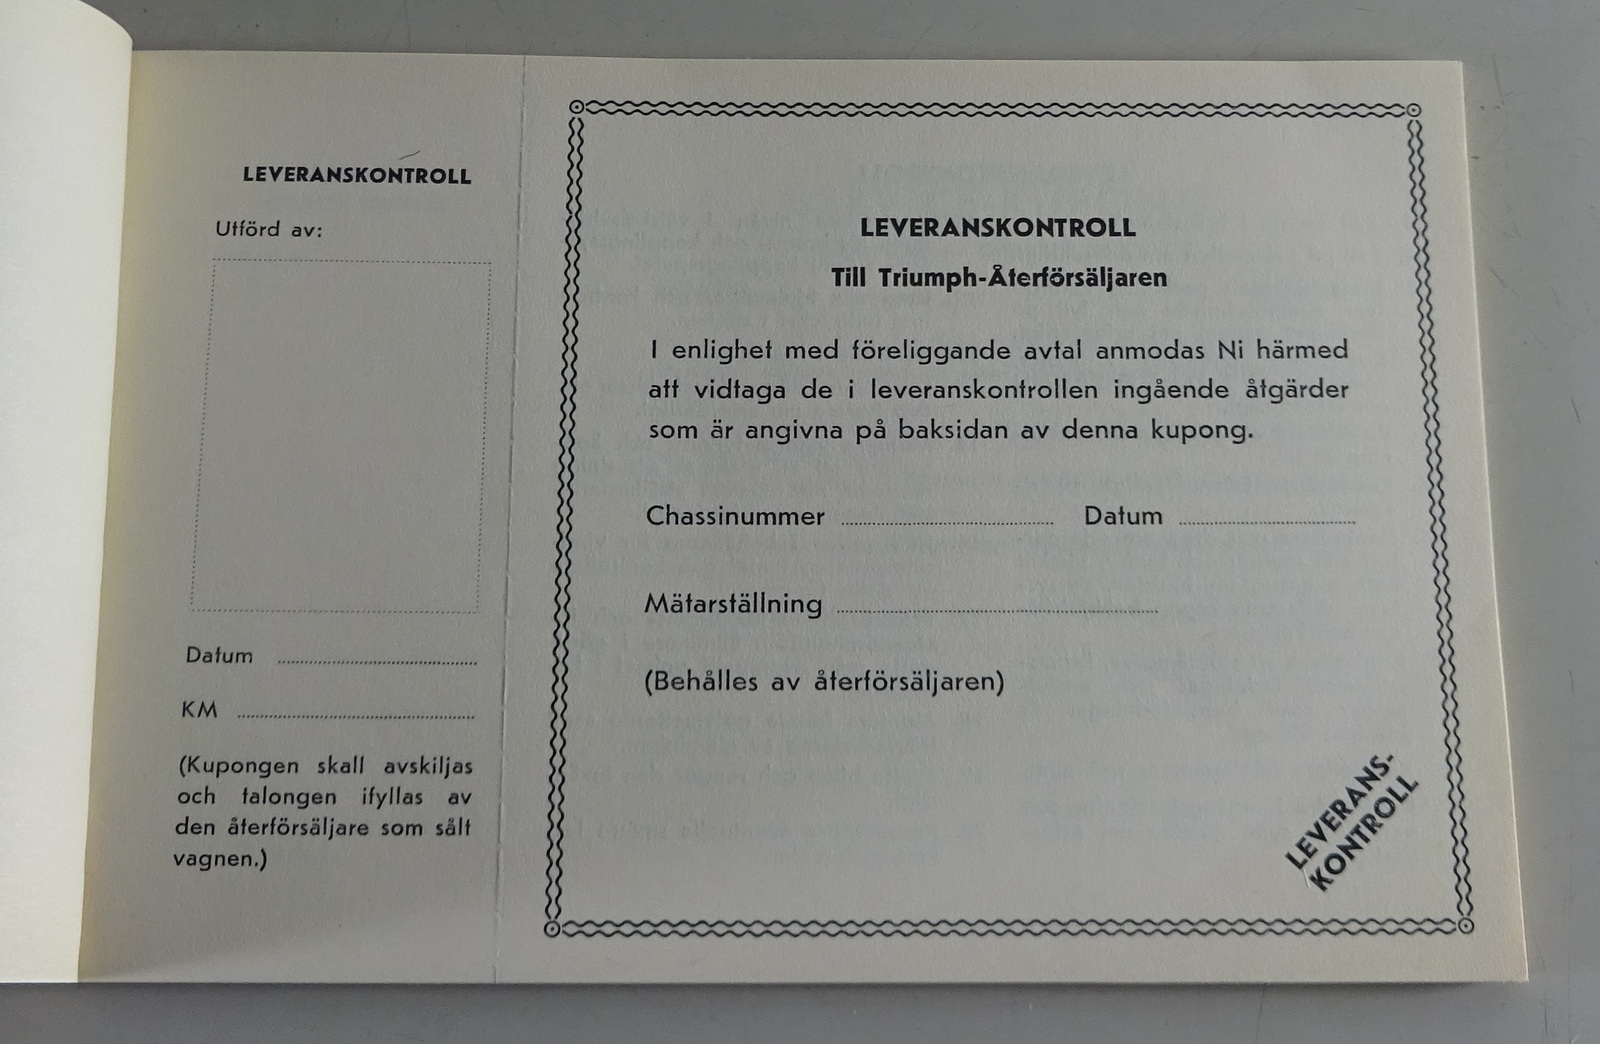 LEVERANSKONTROLL
Utförd av:
Datum
KM
(Kupongen skall avskiljas
och talongen ifyllas av
den återförsäljare som sålt
vagnen.)
LEVERANSKONTROLL
Till Triumph-Återförsäljaren
I enlighet med föreliggande avtal anmodas Ni härmed
att vidtaga de i leveranskontrollen ingående åtgärder
som är angivna på baksidan av denna kupong.
Chassinummer Datum
Mätarställning
(Behålles av återförsäljaren)
LEVERANS-
KONTROLL